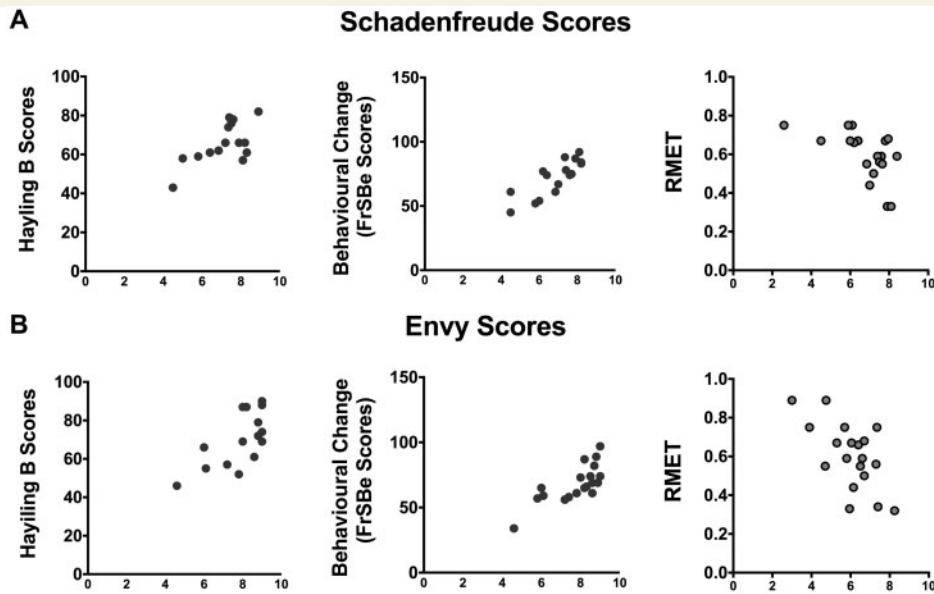 A
Schadenfreude Scores
Hayling B Scores
100
80
60
40
20
0
0 2 4 6 8 10
Behavioural Change
(FrSBe Scores)
150
100
50
0
0 2 4 6 8 10
RMET
1.0
0.8
0.6
0.4
0.2
0.0
0 2 4 6 8 10
B
Envy Scores
Hayiling B Scores
100
80
60
40
20
0
0 2 4 6 8 10
Behavioural Change
(FrSBe Scores)
150
100
50
0
0 2 4 6 8 10
RMET
1.0
0.8
0.6
0.4
0.2
0.0
0 2 4 6 8 10